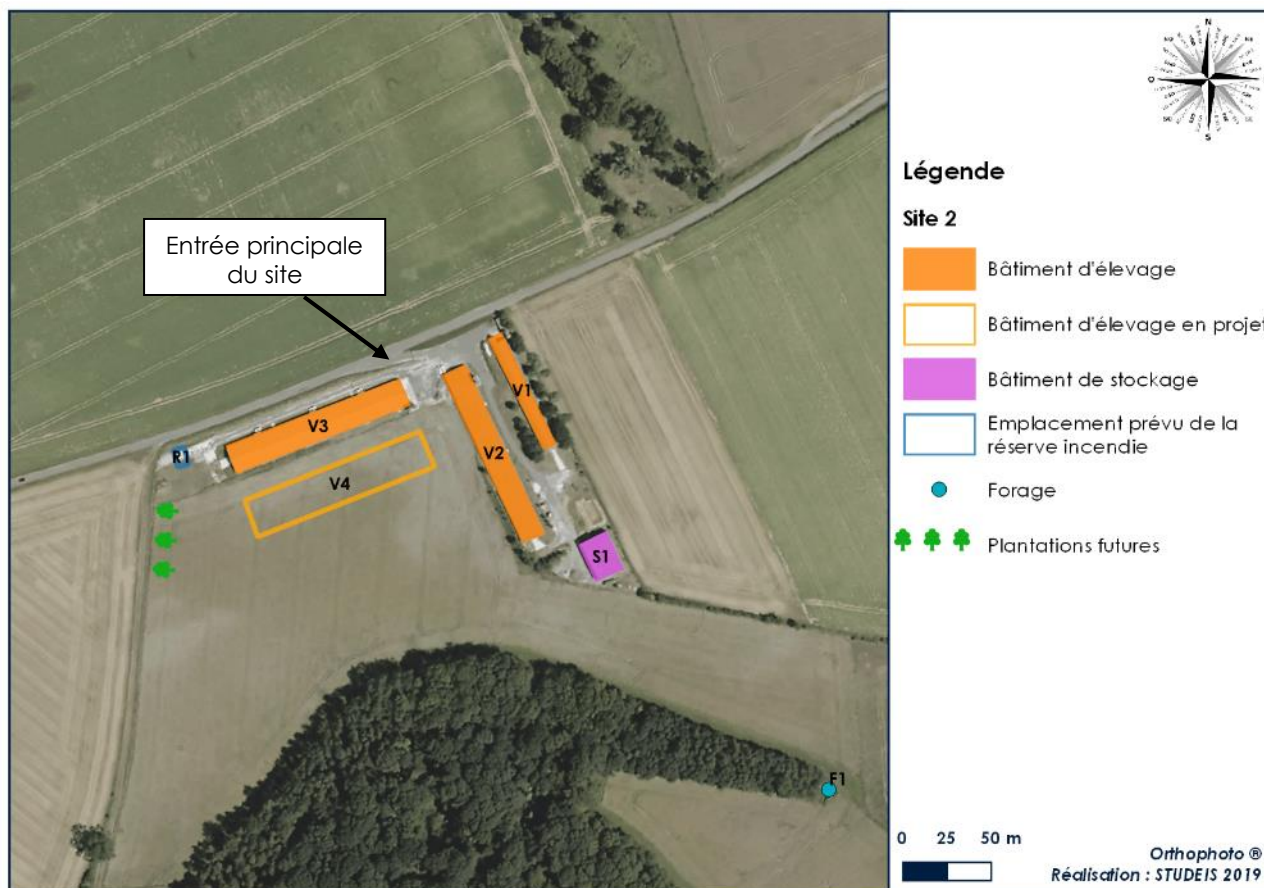 Entrée principale
du site
V1
V3
V2
R1
V4
S1
F1
N
O
S
Légende
Site 2
Bâtiment d'élevage
Bâtiment d'élevage en projet
Bâtiment de stockage
Emplacement prévu de la
réserve incendie
Forage
Plantations futures
0 25 50 m
Orthophoto ®
Réalisation : STUDEIS 2019